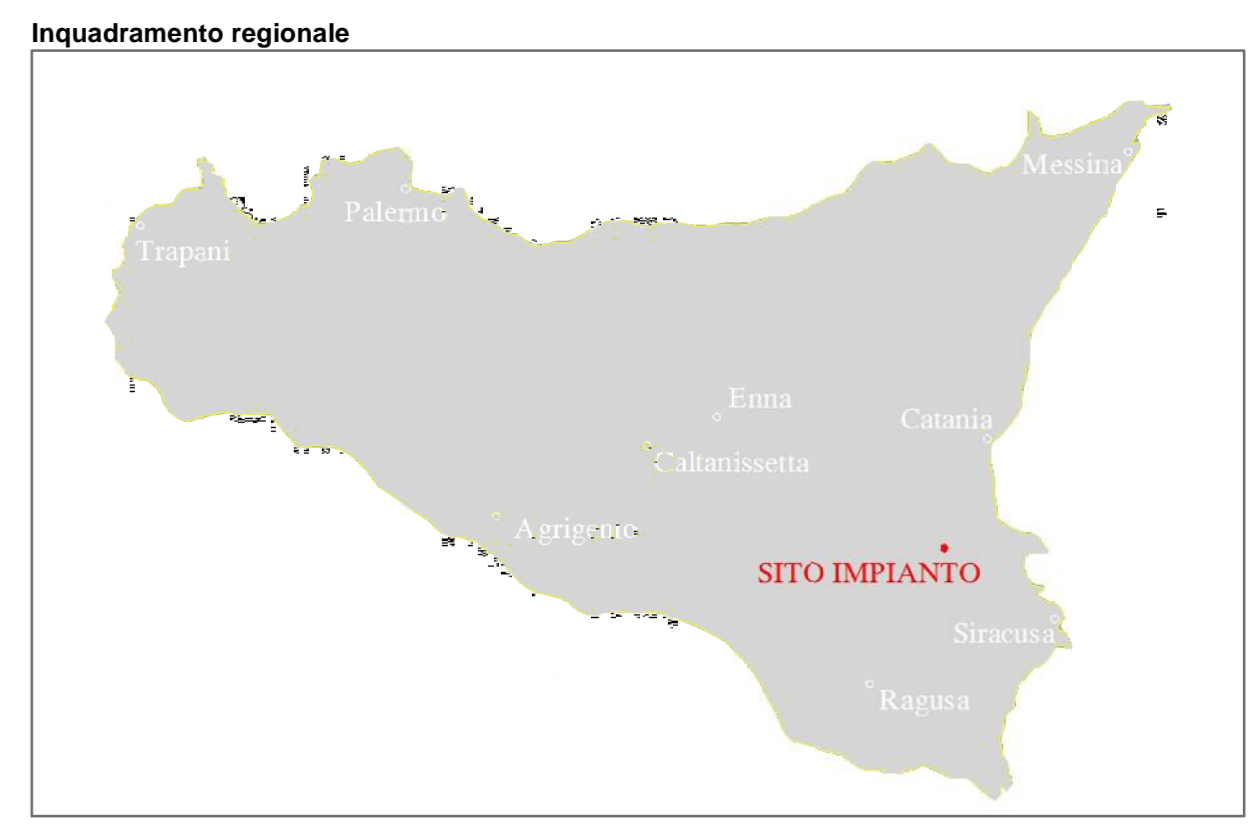 Inquadramento regionale
Messina
Palermo
Trapani
Enna
Catania
Caltanissetta
Agrigento
SITO IMPIANTO
Siracusa
Ragusa